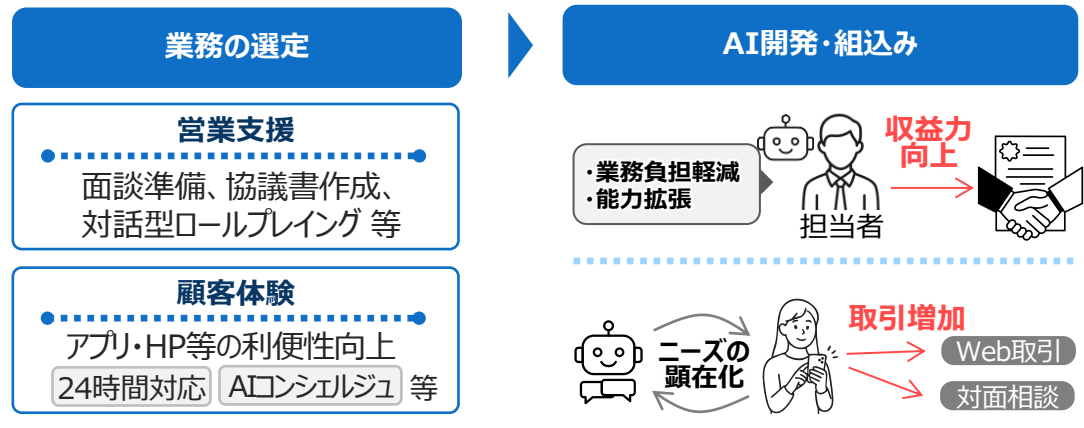 業務の選定
営業支援
面談準備、協議書作成、
対話型ロールプレイング 等
顧客体験
アプリ・HP等の利便性向上
24時間対応 AIコンシェルジュ 等
AI開発・組込み
・業務負担軽減
・能力拡張
担当者
収益力
向上
ニーズの
顕在化
取引増加
Web取引
対面相談